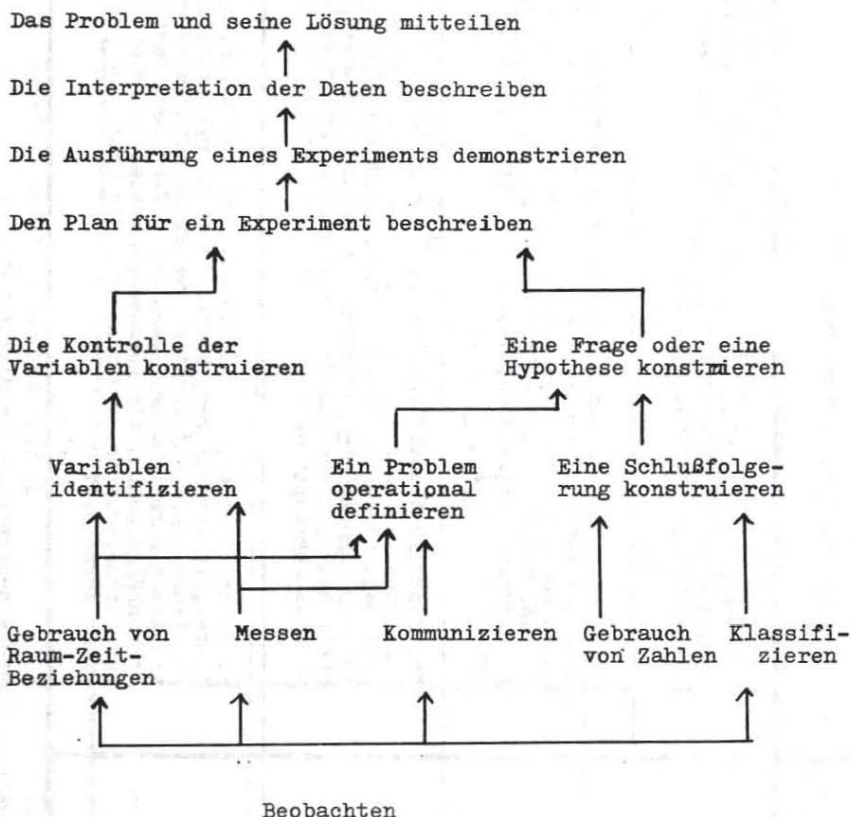 Das Problem und seine Lösung mitteilen
Die Interpretation der Daten beschreiben
Die Ausführung eines Experiments demonstrieren
Den Plan für ein Experiment beschreiben
Die Kontrolle der
Variablen konstruieren
Eine Frage oder eine
Hypothese konstruieren
Variablen
identifizieren
Ein Problem
operational
definieren
Eine Schlußfolge-
rung konstruieren
Gebrauch von
Raum-Zeit-
Beziehungen
Messen
Kommunizieren
Gebrauch
von Zahlen
Klassifi-
zieren
Beobachten